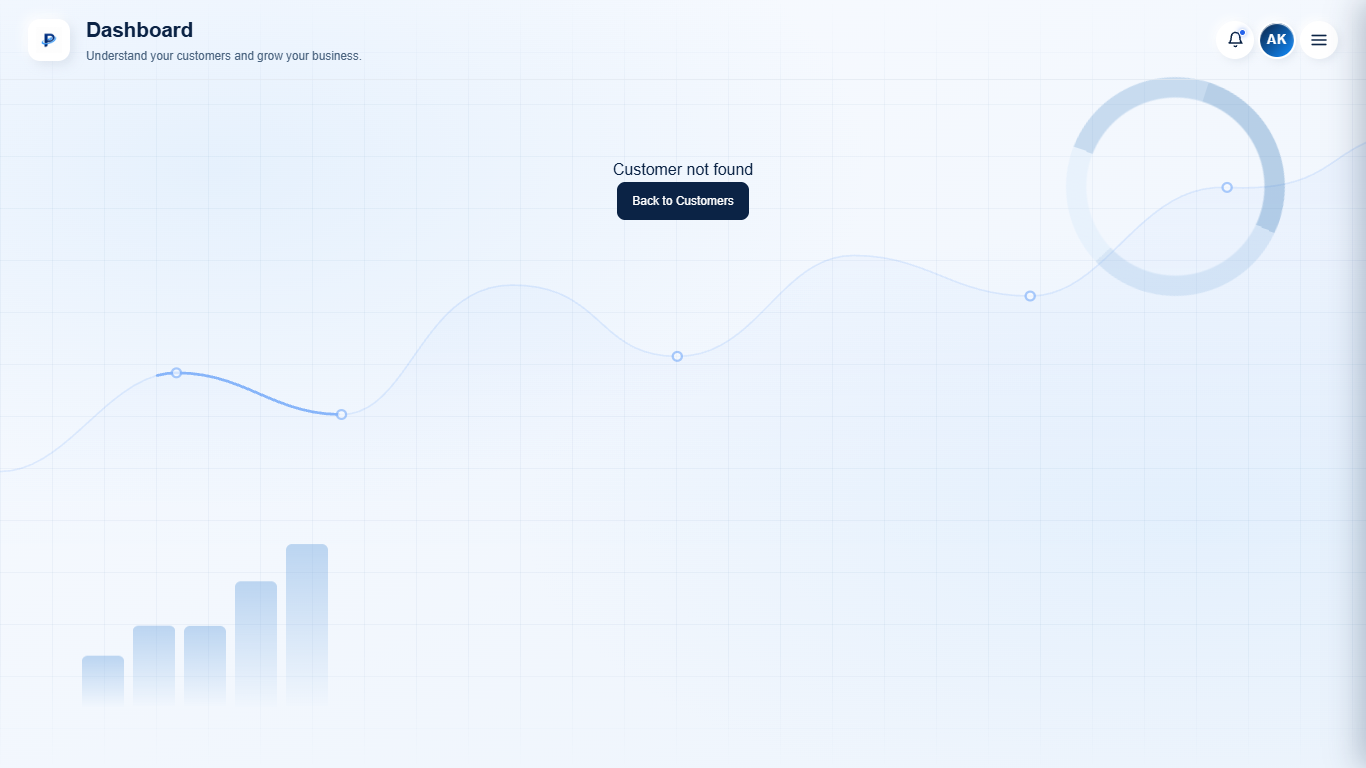 Dashboard
Understand your customers and grow your business.
AK
Customer not found
Back to Customers